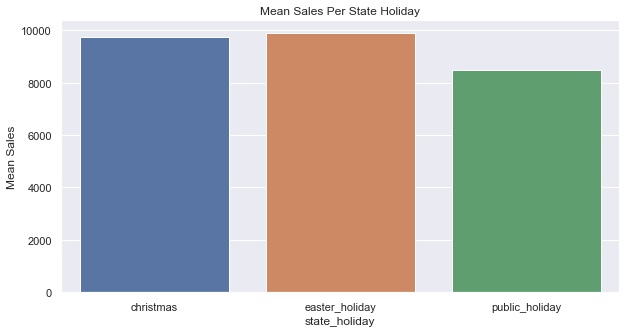 Mean Sales Per State Holiday
10000
8000
6000
4000
2000
0
Mean Sales
christmas
easter_holiday
public_holiday
state_holiday